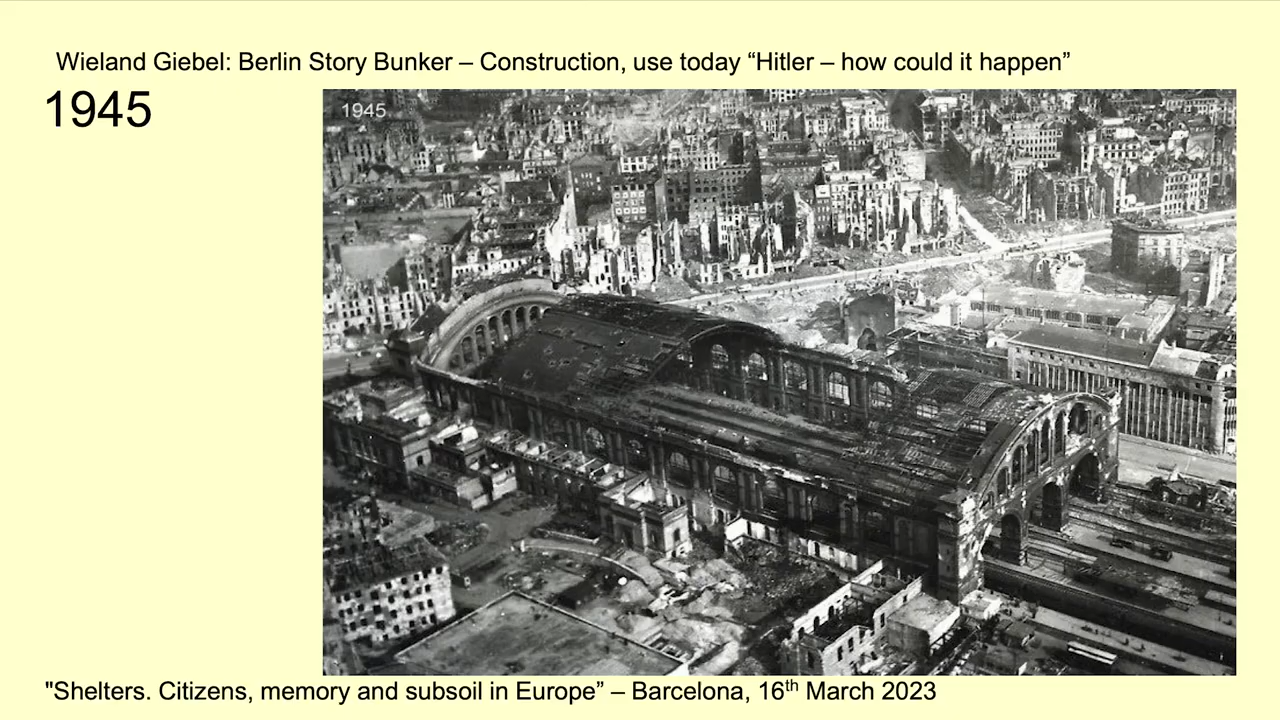 Wieland Giebel: Berlin Story Bunker – Construction, use today “Hitler – how could it happen”
1945
1945
"Shelters. Citizens, memory and subsoil in Europe” – Barcelona, 16th March 2023